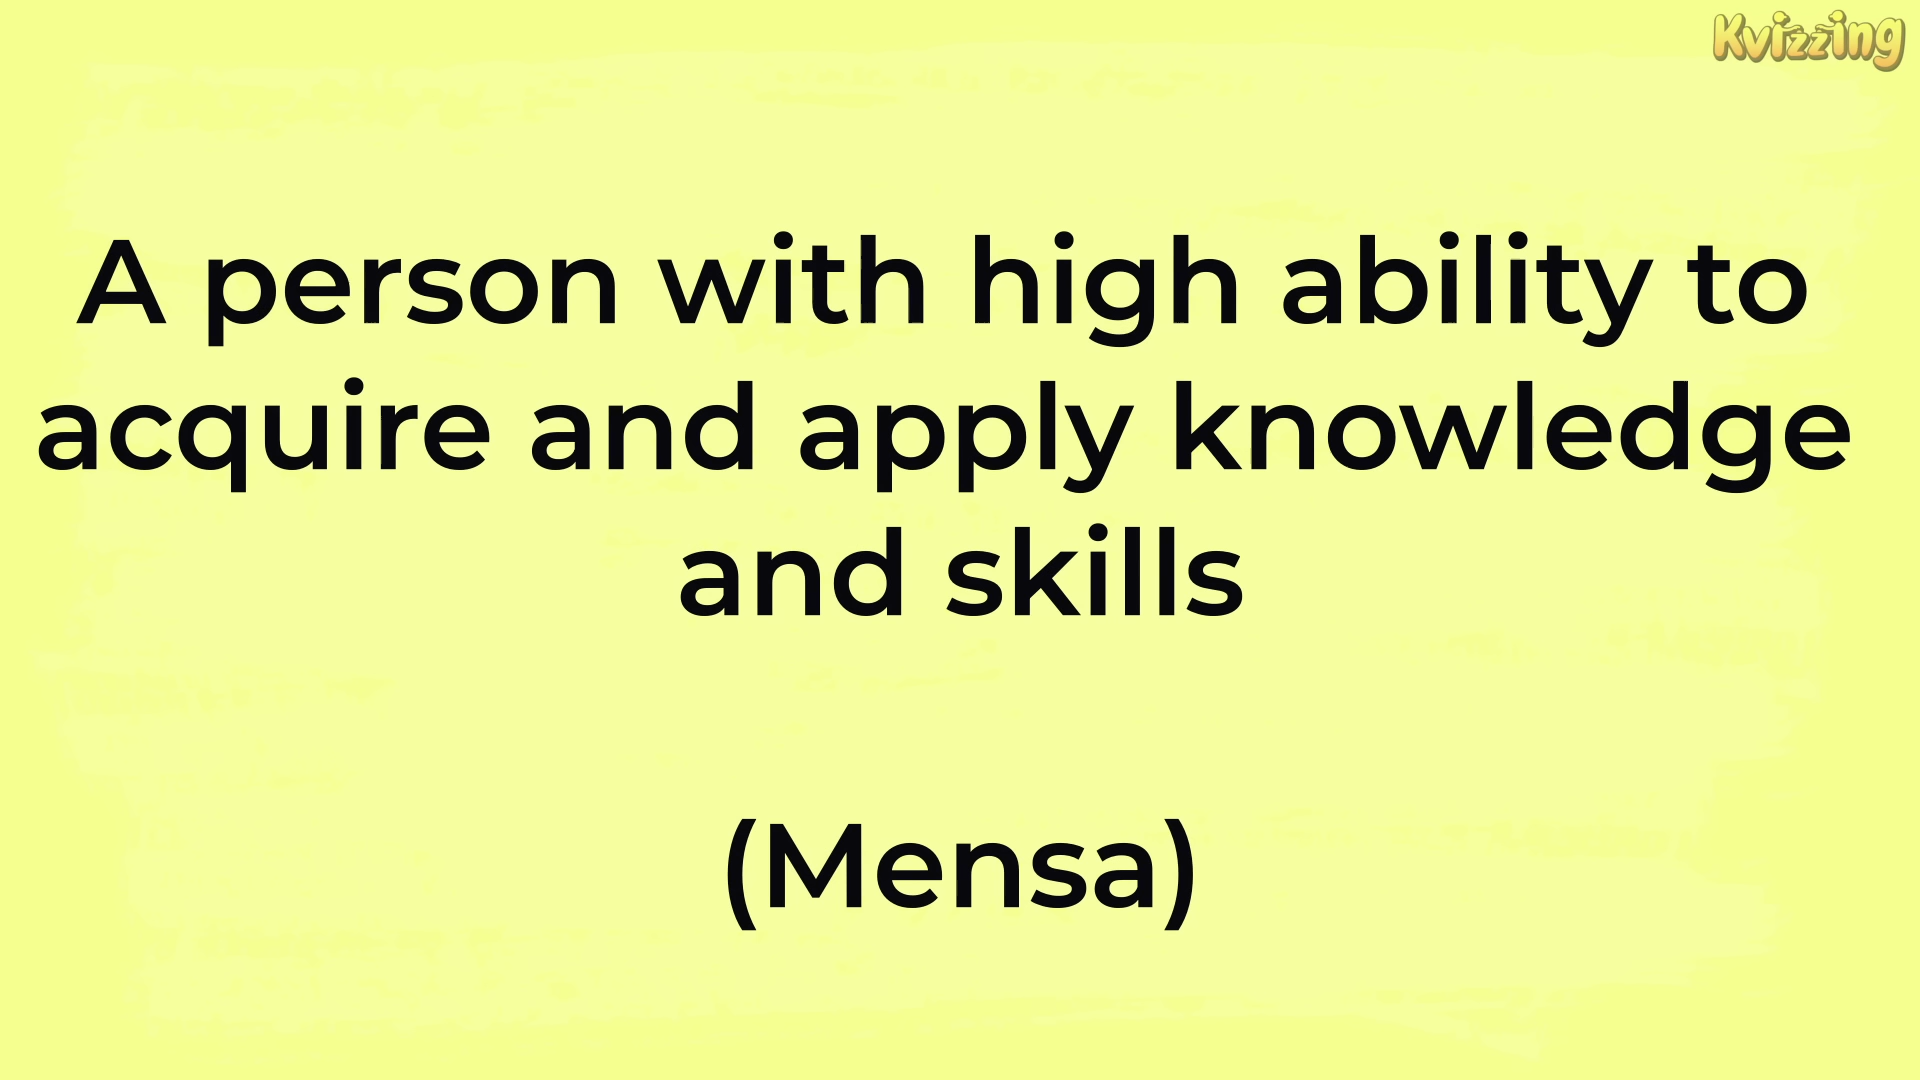 Kvizzing
A person with high ability to
acquire and apply knowledge
and skills
(Mensa)